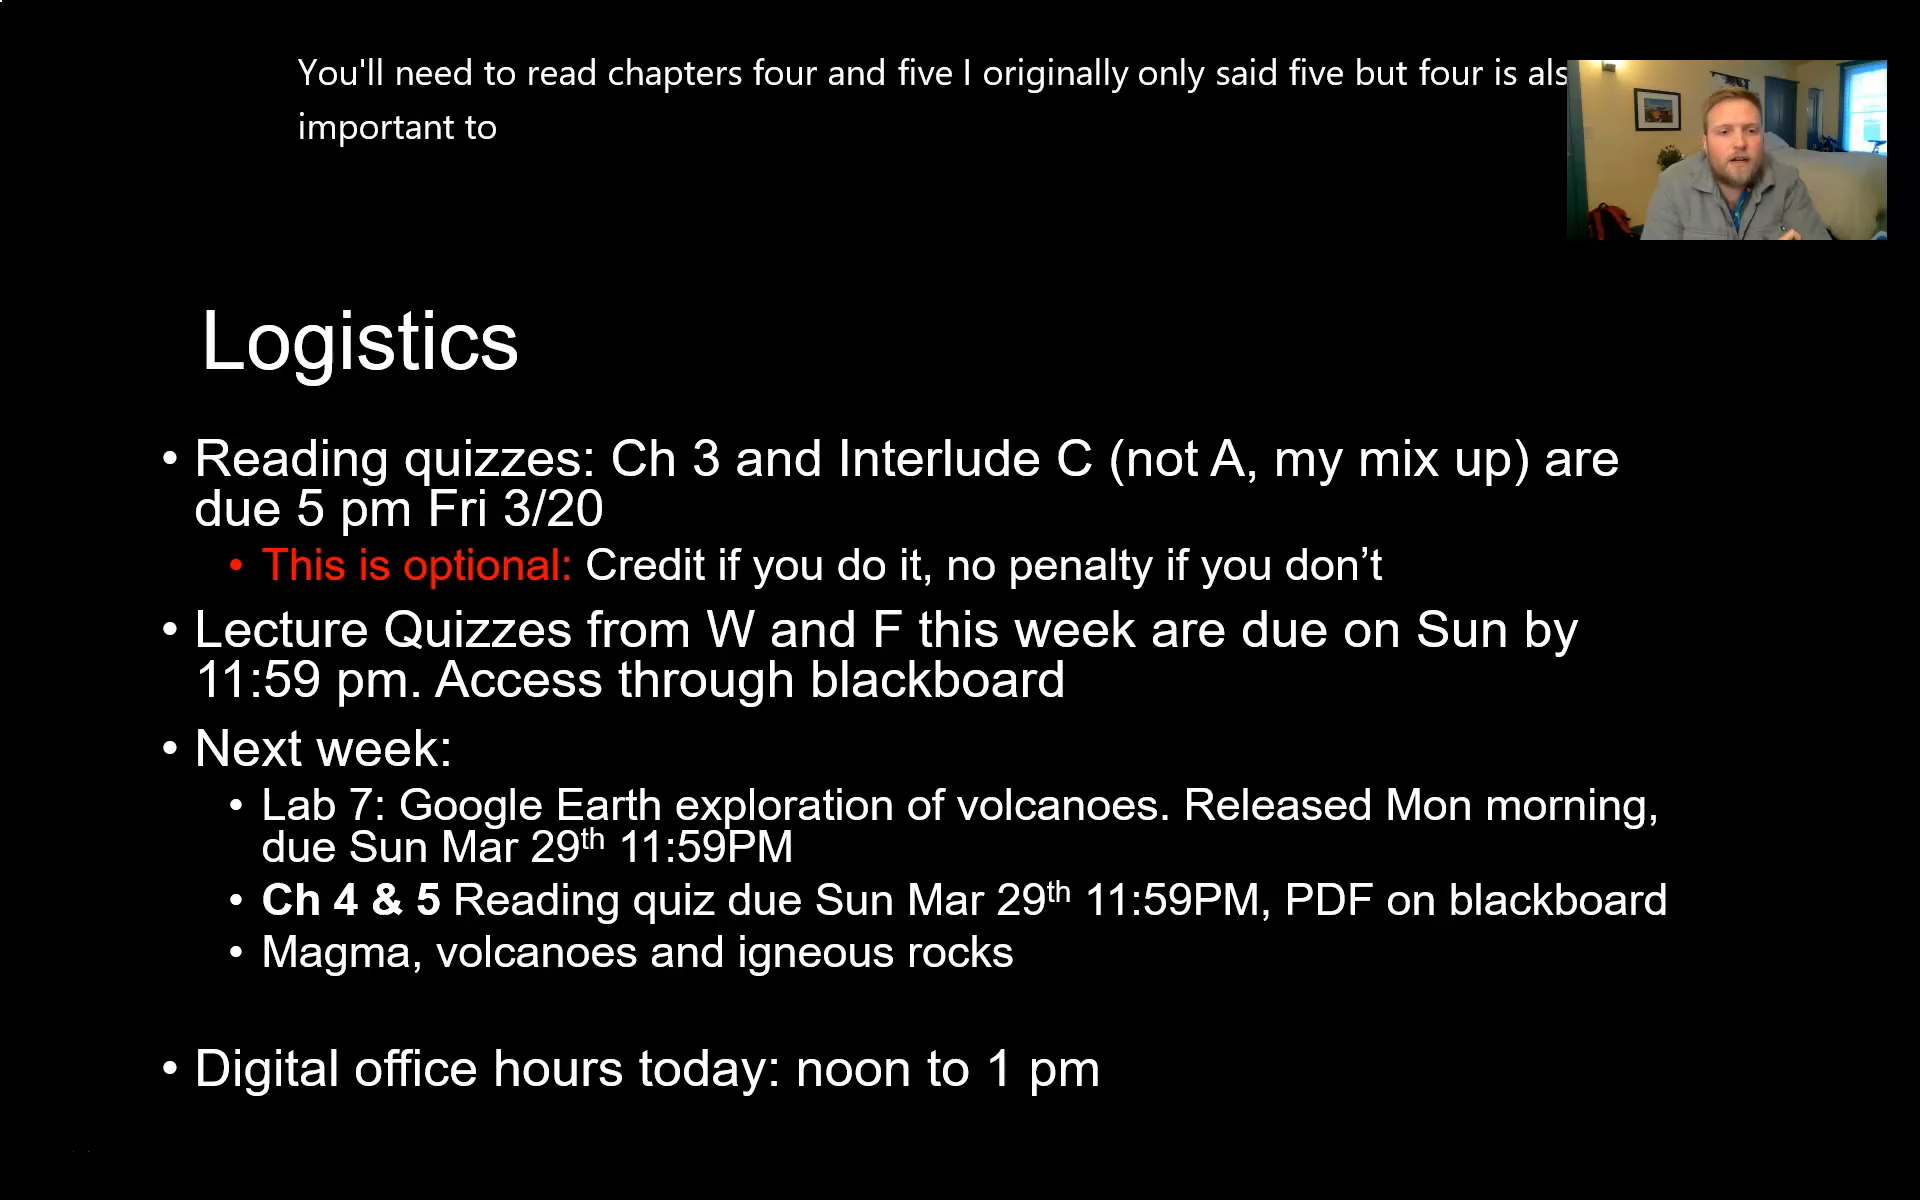 You'll need to read chapters four and five I originally only said five but four is als
important to
Logistics
• Reading quizzes: Ch 3 and Interlude C (not A, my mix up) are
due 5 pm Fri 3/20
• This is optional: Credit if you do it, no penalty if you don’t
• Lecture Quizzes from W and F this week are due on Sun by
11:59 pm. Access through blackboard
• Next week:
• Lab 7: Google Earth exploration of volcanoes. Released Mon morning,
due Sun Mar 29th 11:59PM
• Ch 4 & 5 Reading quiz due Sun Mar 29th 11:59PM, PDF on blackboard
• Magma, volcanoes and igneous rocks
• Digital office hours today: noon to 1 pm